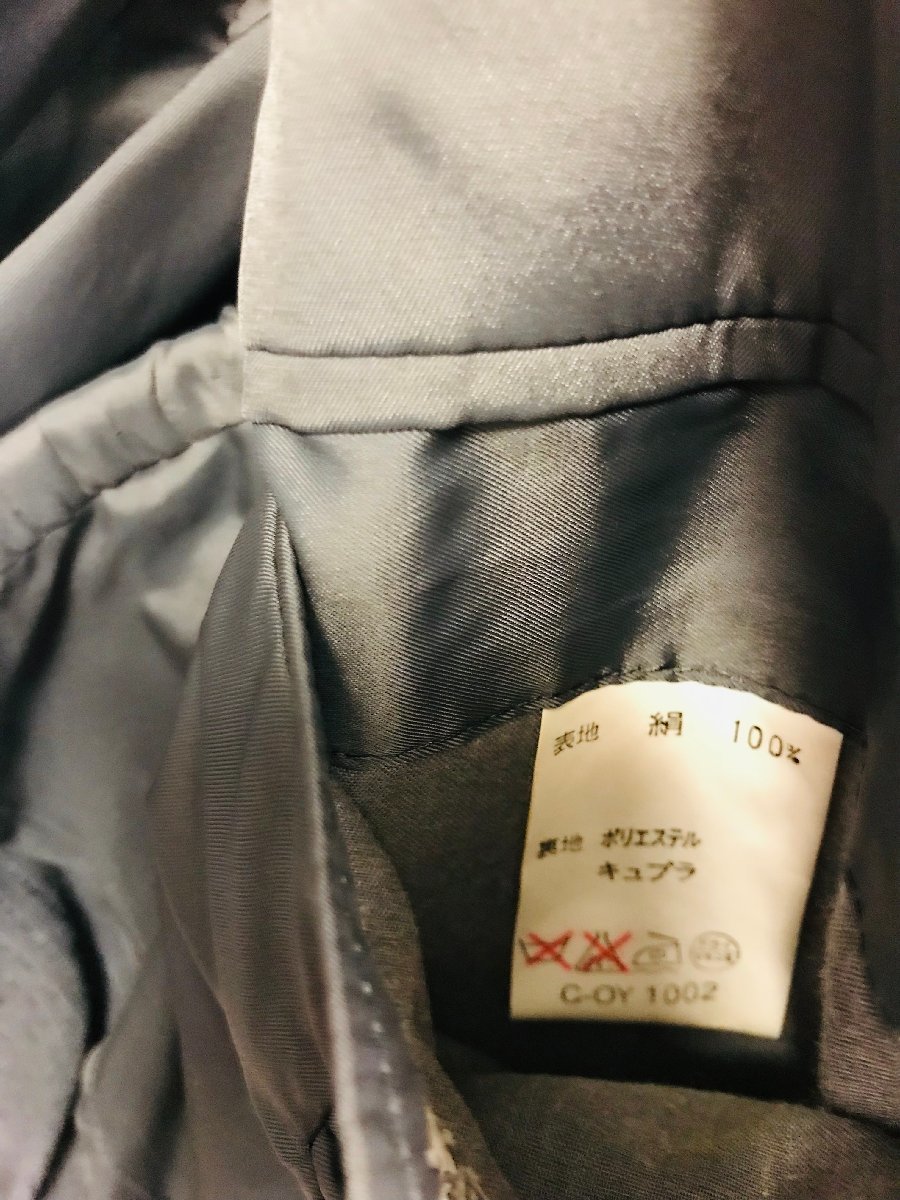 表地 絹 100%
裏地 ポリエステル
キュプラ
C-OY 1002